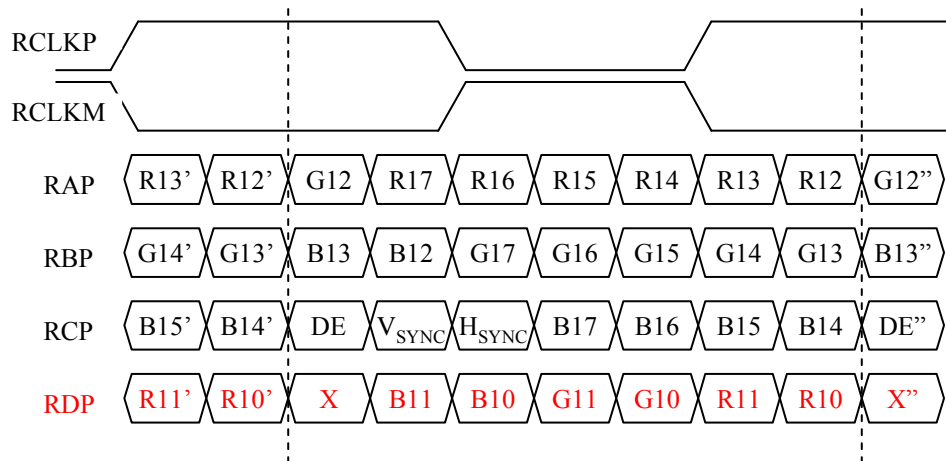 RCLKP
RCLKM
RAP R13’ R12’ G12 R17 R16 R15 R14 R13 R12 G12”
RBP G14’ G13’ B13 B12 G17 G16 G15 G14 G13 B13”
RCP B15’ B14’ DE VSYNC HSYNC B17 B16 B15 B14 DE”
RDP R11’ R10’ X B11 B10 G11 G10 R11 R10 X”